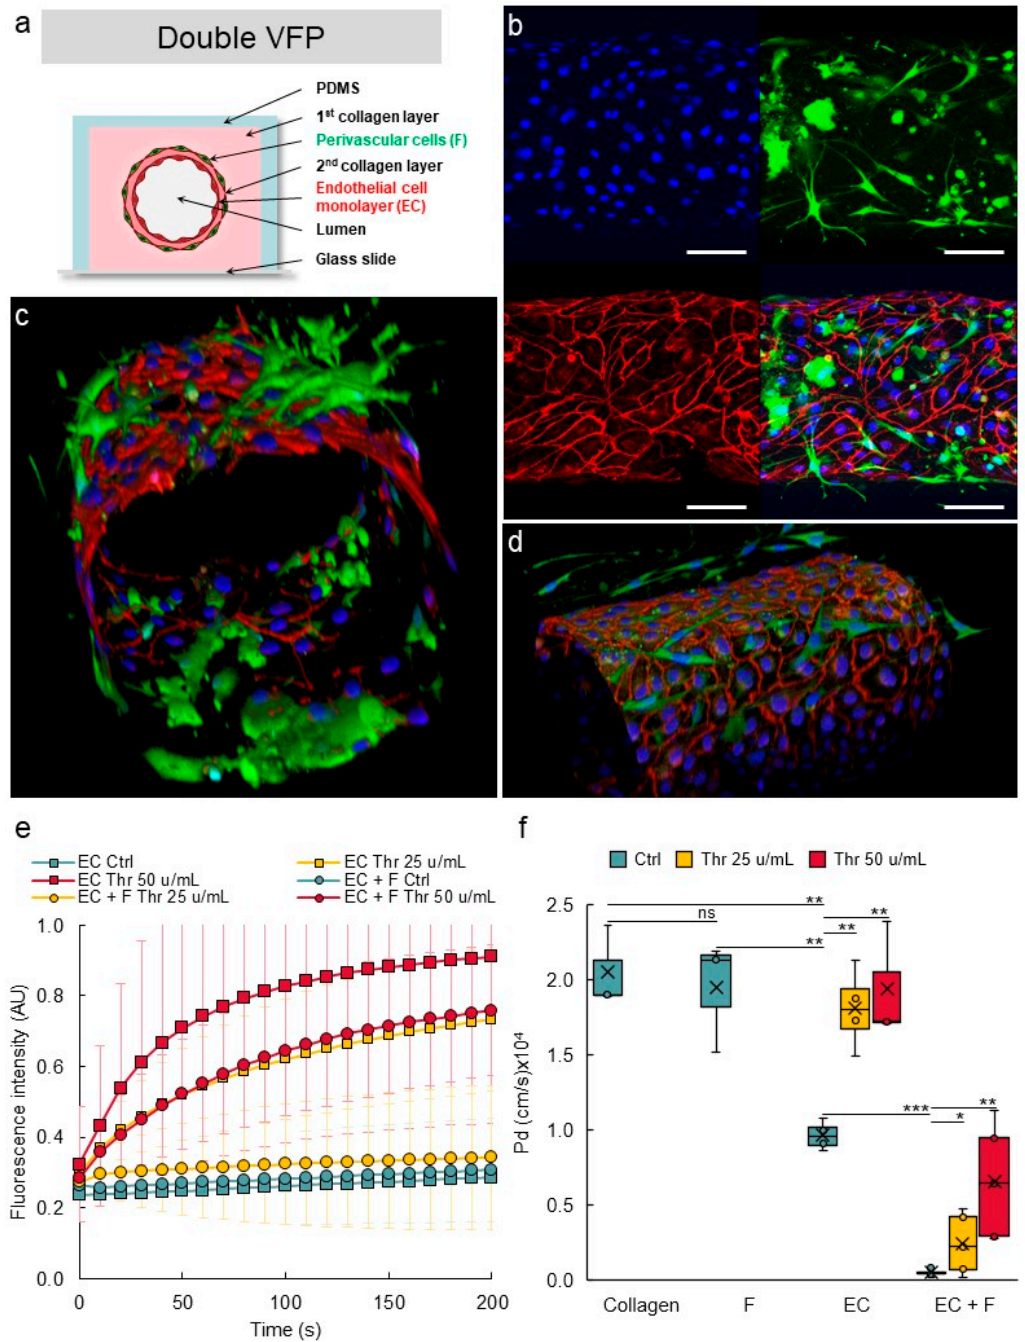 a
Double VFP
PDMS
1st collagen layer
Perivascular cells (F)
2nd collagen layer
Endothelial cell
monolayer (EC)
Lumen
Glass slide
b
c
d
e
EC Ctrl
EC Thr 25 u/mL
EC Thr 50 u/mL
EC + F Ctrl
EC + F Thr 25 u/mL
EC + F Thr 50 u/mL
Fluorescence intensity (AU)
1.0
0.8
0.6
0.4
0.2
0.0
0 50 100 150 200
Time (s)
f
Ctrl Thr 25 u/mL Thr 50 u/mL
Pd (cm/s)x10⁴
2.5
2.0
1.5
1.0
0.5
0.0
**
ns
**
**
**
***
*
**
Collagen F EC EC + F